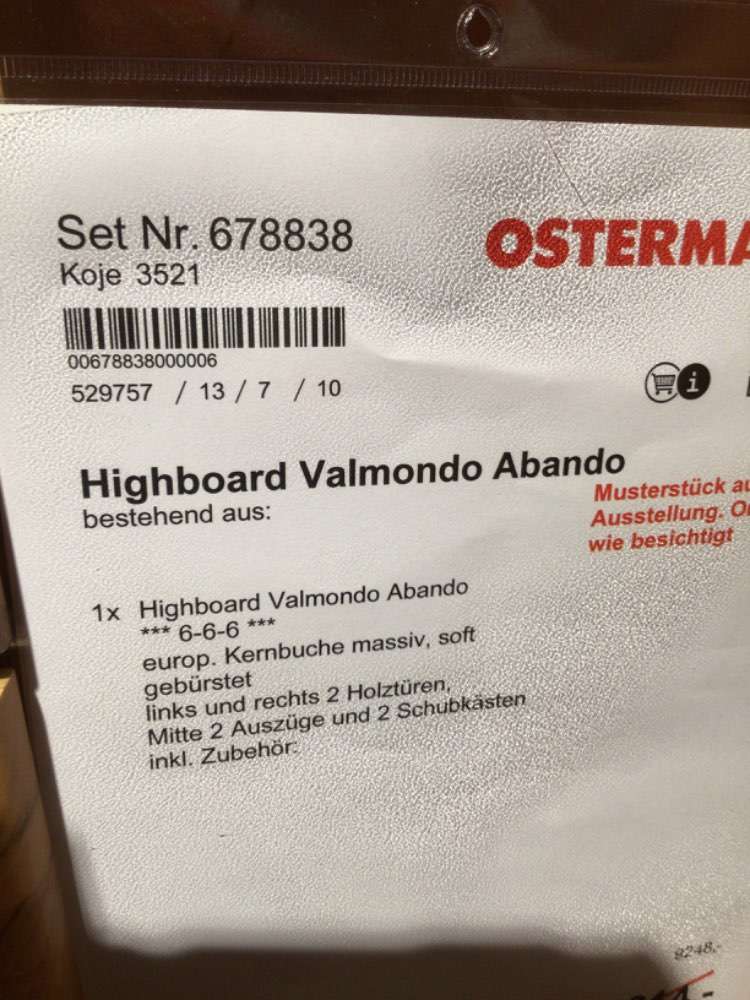 Set Nr. 678838
OSTERMA
Koje 3521
00678838000006
529757 / 13 / 7 / 10
i
Highboard Valmondo Abando
bestehend aus:
Musterstück au
Ausstellung.
wie besichtigt
1x Highboard Valmondo Abando
*** 6-6-6 ***
europ. Kernbuche massiv, soft
gebürstet
links und rechts 2 Holztüren,
Mitte 2 Auszüge und 2 Schubkästen
inkl. Zubehör: